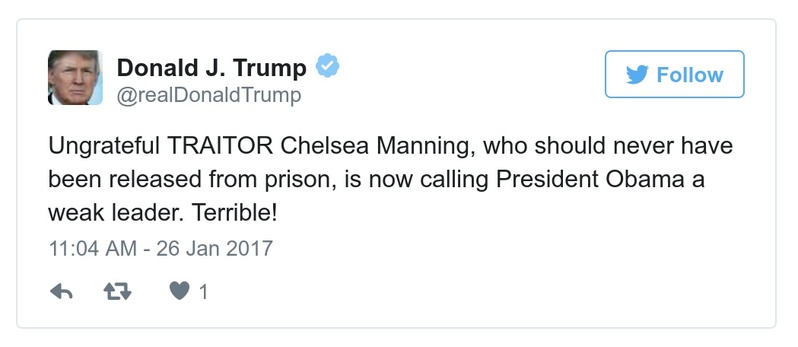 Donald J. Trump
@realDonaldTrump
Follow
Ungrateful TRAITOR Chelsea Manning, who should never have
been released from prison, is now calling President Obama a
weak leader. Terrible!
11:04 AM - 26 Jan 2017
1